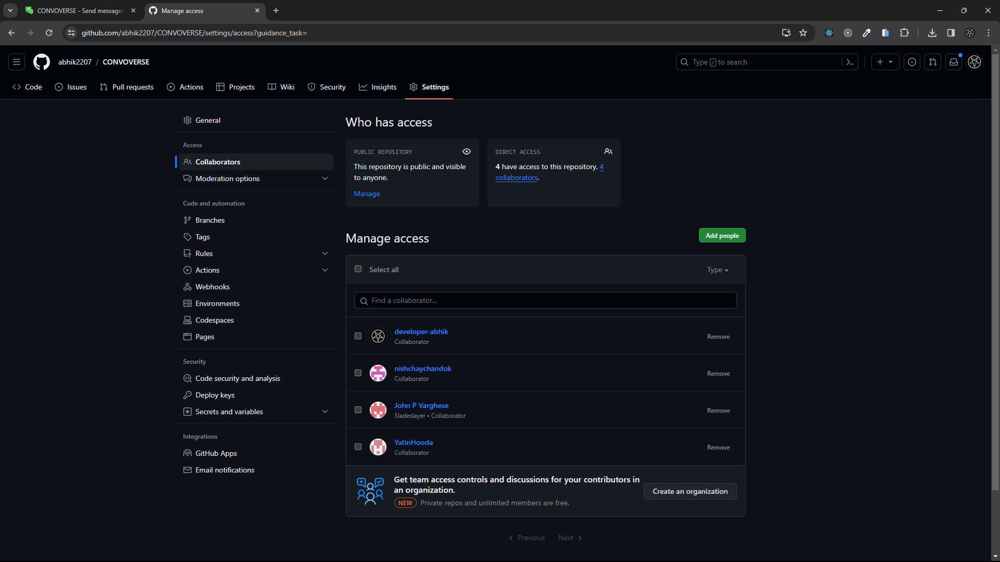 CONVOVERSE - Send messages
Manage access
github.com/abhik2207/CONVOVERSE/settings/access?guidance_task=
abhik2207 / CONVOVERSE
Type / to search
Code
Issues
Pull requests
Actions
Projects
Wiki
Security
Insights
Settings
General
Access
Collaborators
Moderation options
Code and automation
Branches
Tags
Rules
Actions
Webhooks
Environments
Codespaces
Pages
Security
Code security and analysis
Deploy keys
Secrets and variables
Integrations
GitHub Apps
Email notifications
Who has access
PUBLIC REPOSITORY
This repository is public and visible
to anyone.
Manage
DIRECT ACCESS
4 have access to this repository. 4
collaborators.
Manage access
Add people
Select all
Type
Find a collaborator...
developer-abhik
Collaborator
Remove
nishchaychandok
Collaborator
Remove
John P Varghese
Sladeslayer • Collaborator
Remove
YatinHooda
Collaborator
Remove
Get team access controls and discussions for your contributors in
an organization.
NEW Private repos and unlimited members are free.
Create an organization
Previous
Next